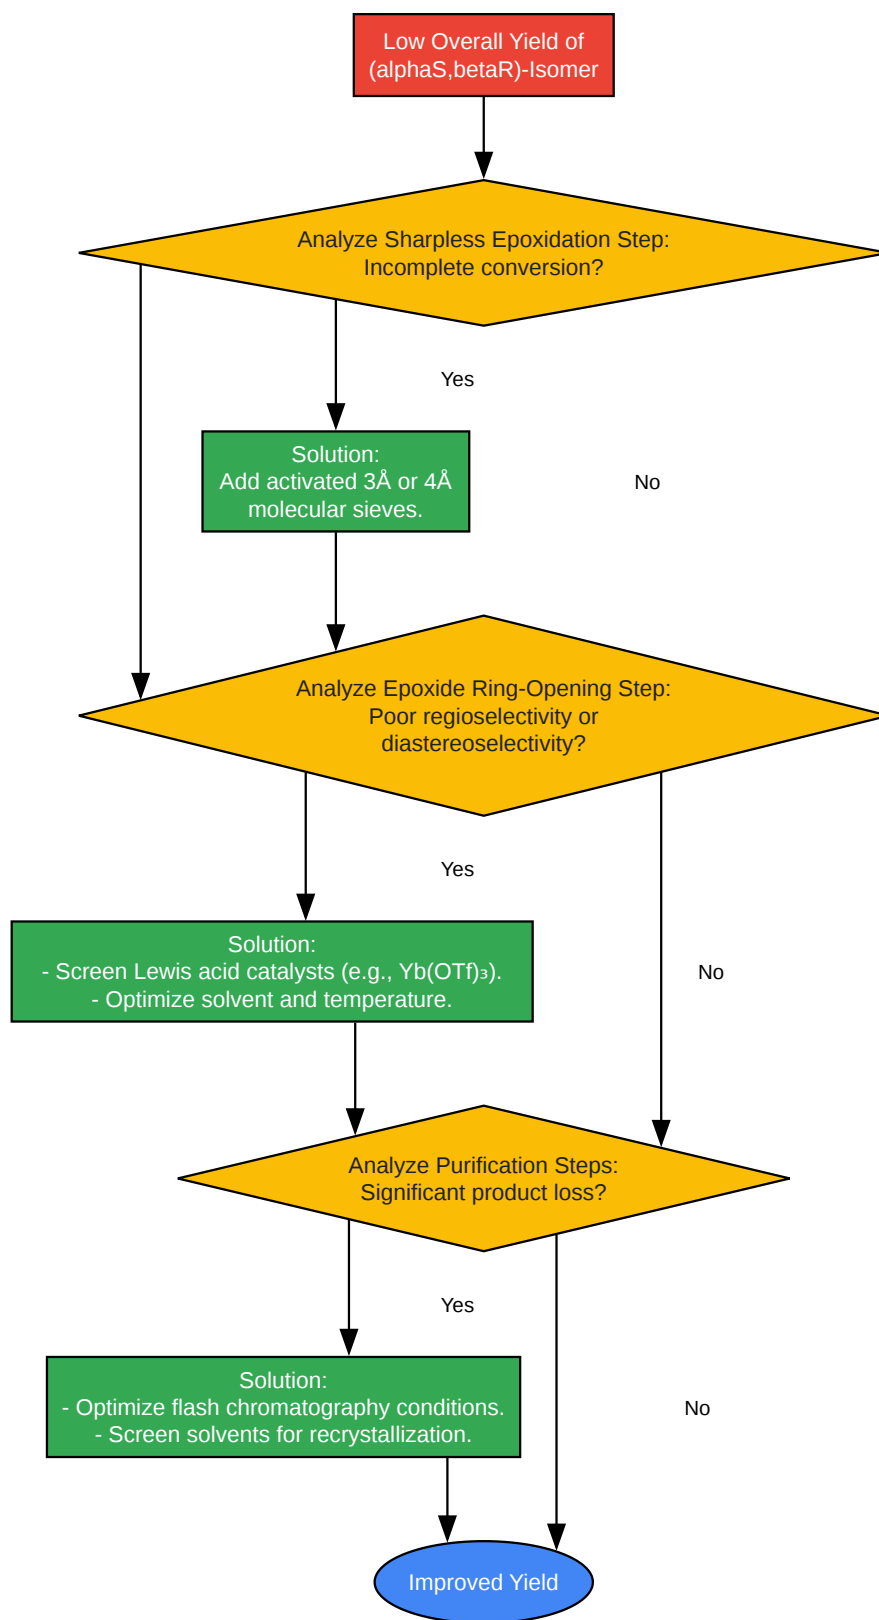 Low Overall Yield of
(alphaS,betaR)-Isomer
Analyze Sharpless Epoxidation Step:
Incomplete conversion?
Yes
Solution:
Add activated 3Å or 4Å
molecular sieves.
No
Analyze Epoxide Ring-Opening Step:
Poor regioselectivity or
diastereoselectivity?
Yes
Solution:
- Screen Lewis acid catalysts (e.g., Yb(OTf)₃).
- Optimize solvent and temperature.
No
Analyze Purification Steps:
Significant product loss?
Yes
Solution:
- Optimize flash chromatography conditions.
- Screen solvents for recrystallization.
No
Improved Yield